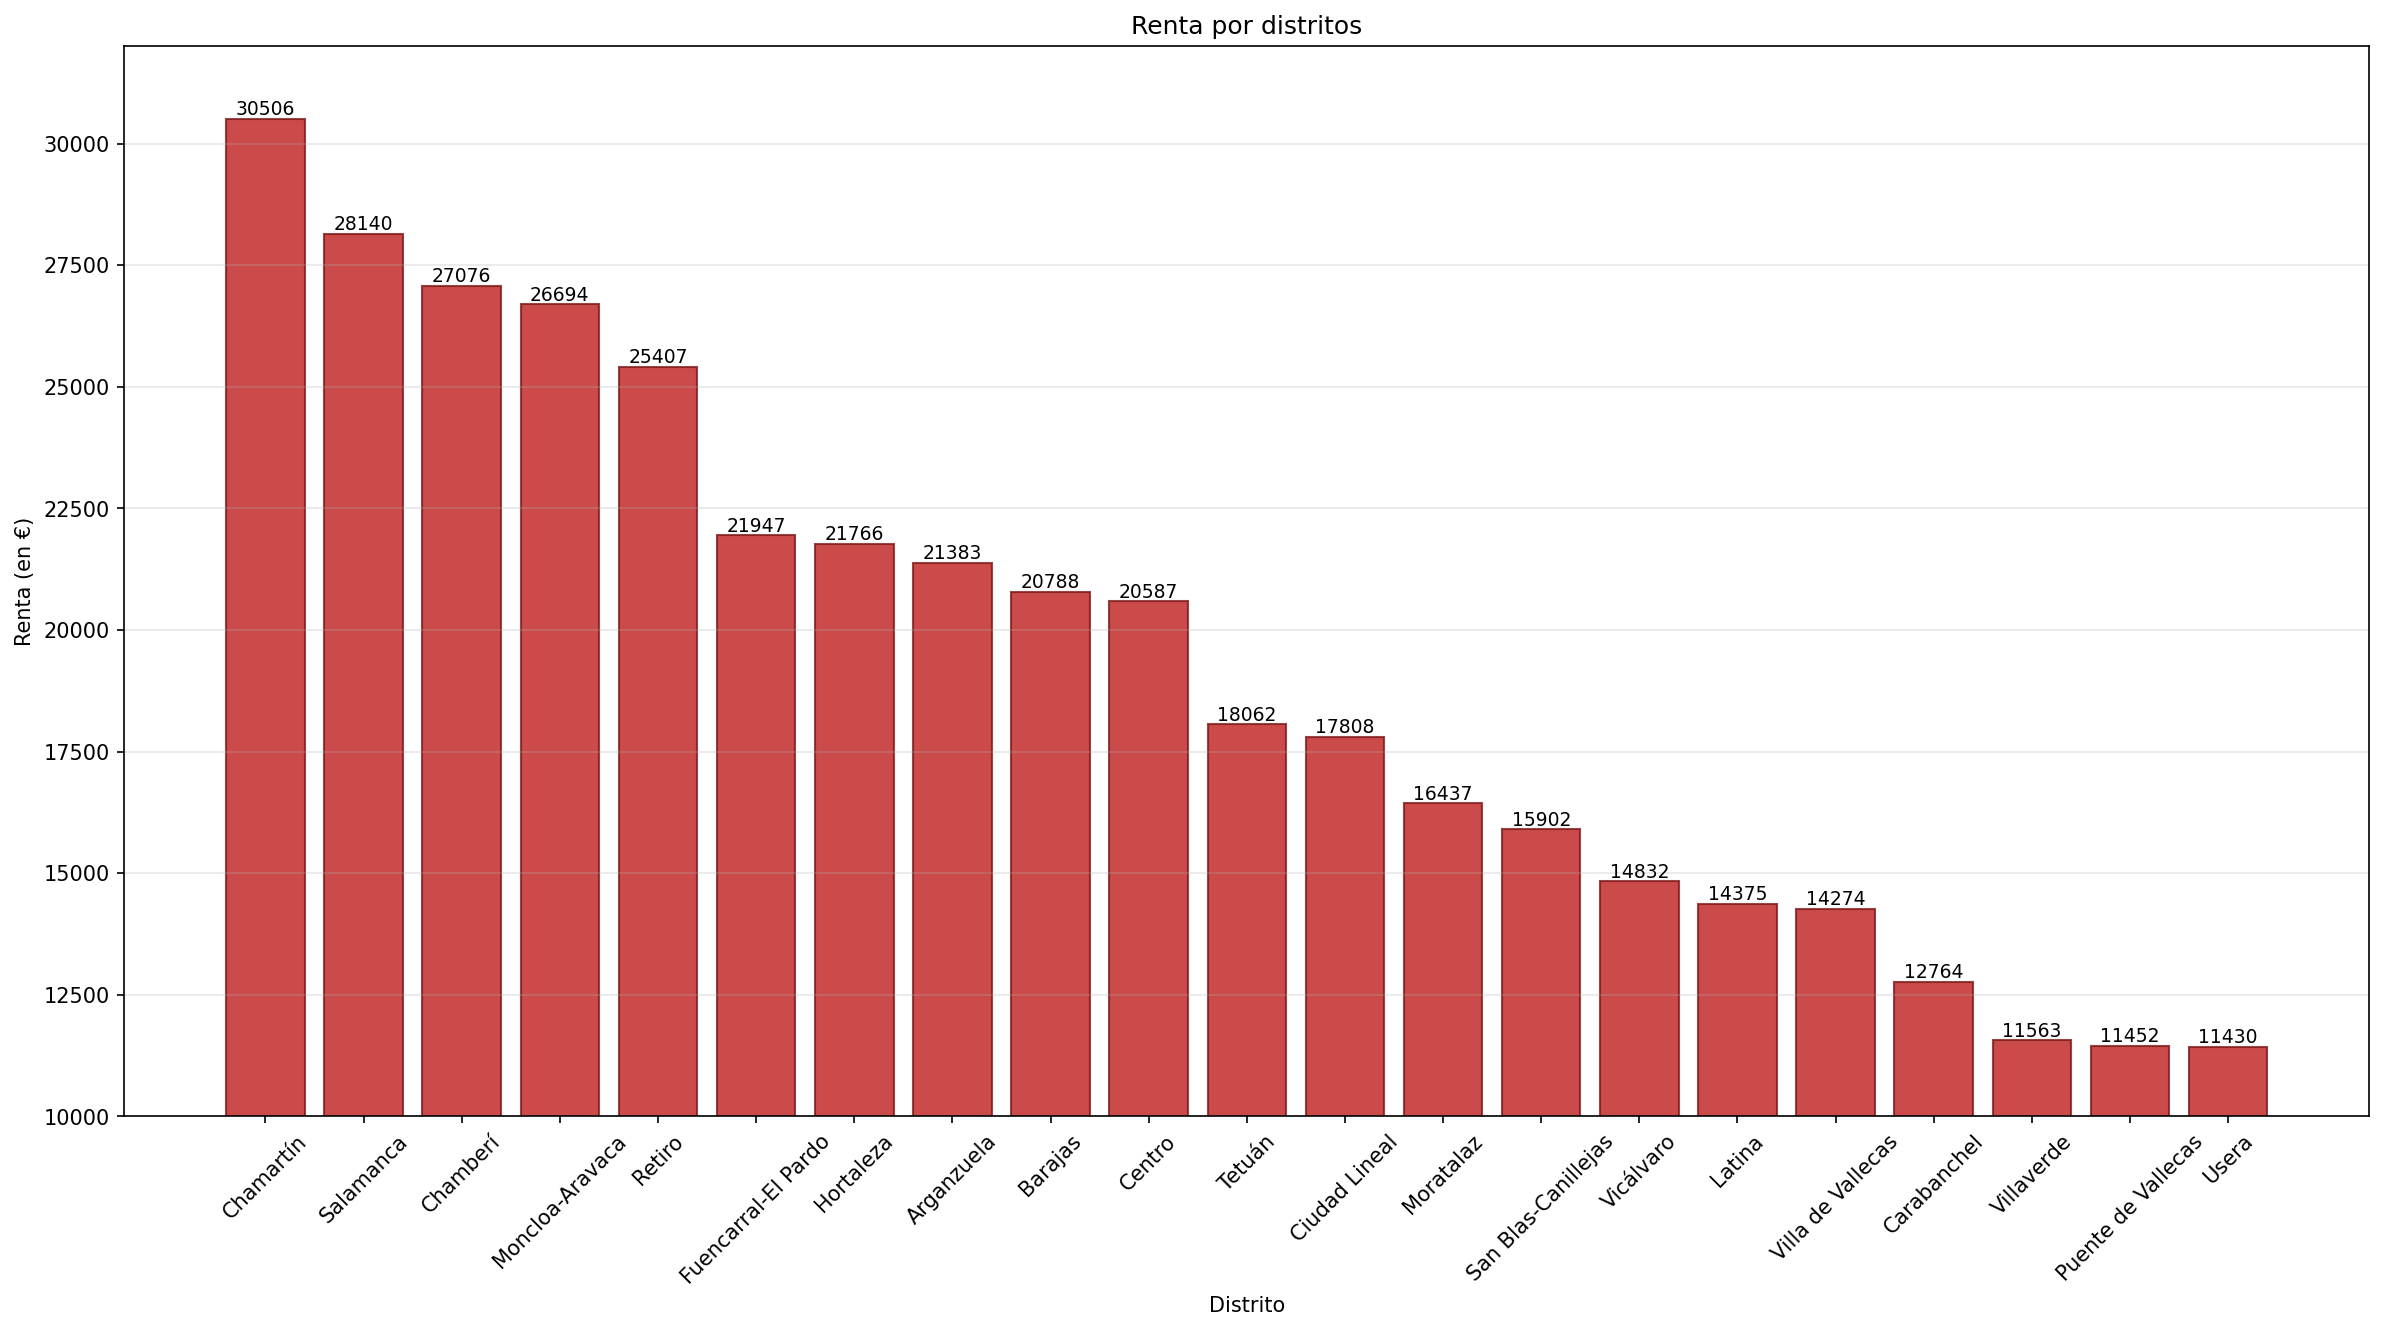 Renta por distritos
Renta (en €)
30000
27500
25000
22500
20000
17500
15000
12500
10000
30506
28140
27076
26694
25407
21947
21766
21383
20788
20587
18062
17808
16437
15902
14832
14375
14274
12764
11563
11452
11430
Chamartín
Salamanca
Chamberí
Moncloa-Aravaca
Retiro
Fuencarral-El Pardo
Hortaleza
Arganzuela
Barajas
Centro
Tetuán
Ciudad Lineal
Moratalaz
San Blas-Canillejas
Vicálvaro
Latina
Villa de Vallecas
Carabanchel
Villaverde
Puente de Vallecas
Usera
Distrito